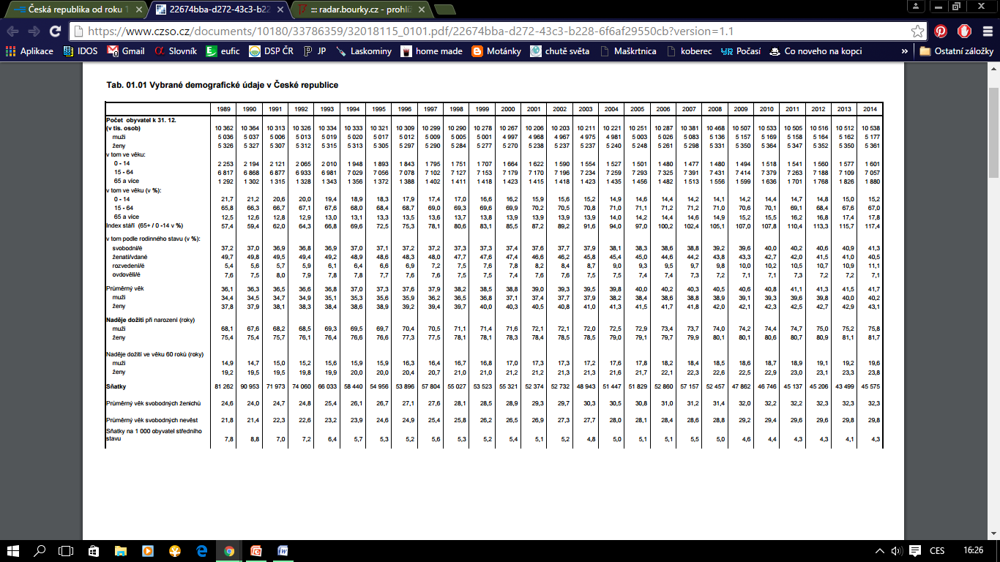 Česká republika od roku 1
22674bba-d272-43c3-b22
::: radar.bourky.cz - prohlíž
https://www.czso.cz/documents/10180/33786359/32018115_0101.pdf/22674bba-d272-43c3-b228-6f6af29550cb?version=1.1
Aplikace IDOS Gmail Slovník eufic DSP ČR JP Laskominy home made Motánky chutě světa Maškrtnica koberec Počasí Co noveho na kopci » Ostatní záložky
Tab. 01.01 Vybrané demografické údaje v České republice
1989 1990 1991 1992 1993 1994 1995 1996 1997 1998 1999 2000 2001 2002 2003 2004 2005 2006 2007 2008 2009 2010 2011 2012 2013 2014
Počet obyvatel k 31. 12.
(v tis. osob) 10 362 10 364 10 313 10 326 10 334 10 333 10 321 10 309 10 299 10 290 10 278 10 267 10 206 10 203 10 211 10 221 10 251 10 287 10 381 10 468 10 507 10 533 10 505 10 516 10 512 10 538
muži 5 036 5 037 5 006 5 013 5 019 5 020 5 017 5 012 5 009 5 005 5 001 4 997 4 968 4 967 4 975 4 981 5 003 5 026 5 083 5 136 5 157 5 169 5 158 5 164 5 162 5 177
ženy 5 326 5 327 5 307 5 312 5 315 5 313 5 305 5 297 5 290 5 284 5 277 5 270 5 238 5 237 5 237 5 240 5 248 5 261 5 298 5 331 5 350 5 364 5 347 5 352 5 350 5 361
v tom ve věku:
0 - 14 2 253 2 194 2 121 2 065 2 010 1 948 1 893 1 843 1 795 1 751 1 707 1 664 1 622 1 590 1 554 1 527 1 501 1 480 1 477 1 480 1 494 1 518 1 541 1 560 1 577 1 601
15 - 64 6 817 6 868 6 877 6 933 6 981 7 029 7 056 7 078 7 102 7 127 7 153 7 179 7 170 7 196 7 234 7 259 7 293 7 325 7 391 7 431 7 414 7 379 7 263 7 188 7 109 7 057
65 a více 1 292 1 302 1 315 1 328 1 343 1 356 1 372 1 388 1 402 1 411 1 418 1 423 1 415 1 418 1 423 1 435 1 456 1 482 1 513 1 556 1 599 1 636 1 701 1 768 1 826 1 880
v tom ve věku (v %):
0 - 14 21,7 21,2 20,6 20,0 19,4 18,9 18,3 17,9 17,4 17,0 16,6 16,2 15,9 15,6 15,2 14,9 14,6 14,4 14,2 14,1 14,2 14,4 14,7 14,8 15,0 15,2
15 - 64 65,8 66,3 66,7 67,1 67,6 68,0 68,4 68,7 69,0 69,3 69,6 69,9 70,2 70,5 70,8 71,0 71,1 71,2 71,2 71,0 70,6 70,1 69,1 68,4 67,6 67,0
65 a více 12,5 12,6 12,8 12,9 13,0 13,1 13,3 13,5 13,6 13,7 13,8 13,9 13,9 13,9 13,9 14,0 14,2 14,4 14,6 14,9 15,2 15,5 16,2 16,8 17,4 17,8
Index stáří (65+ / 0 -14 v %) 57,4 59,4 62,0 64,3 66,8 69,6 72,5 75,3 78,1 80,6 83,1 85,5 87,2 89,2 91,6 94,0 97,0 100,2 102,4 105,1 107,0 107,8 110,4 113,3 115,7 117,4
v tom podle rodinného stavu (v %):
svobodní/é 37,2 37,0 36,9 36,8 36,9 37,0 37,1 37,2 37,2 37,3 37,3 37,4 37,6 37,7 37,9 38,1 38,3 38,6 38,8 39,2 39,6 40,0 40,2 40,6 40,9 41,3
ženatí/vdané 49,7 49,8 49,5 49,4 49,2 48,9 48,6 48,3 48,0 47,7 47,6 47,4 46,6 46,2 45,8 45,4 45,0 44,6 44,2 43,8 43,3 42,7 42,0 41,5 41,0 40,5
rozvedení/é 5,4 5,6 5,7 5,9 6,1 6,4 6,6 6,9 7,2 7,5 7,6 7,8 8,2 8,4 8,7 9,0 9,3 9,5 9,7 9,8 10,0 10,2 10,5 10,7 10,9 11,1
ovdovělí/é 7,6 7,5 8,0 7,9 7,8 7,8 7,7 7,6 7,6 7,5 7,5 7,4 7,6 7,6 7,5 7,5 7,4 7,4 7,3 7,2 7,1 7,1 7,3 7,2 7,2 7,1
Průměrný věk 36,1 36,3 36,5 36,6 36,8 37,0 37,3 37,6 37,9 38,2 38,5 38,8 39,0 39,3 39,5 39,8 40,0 40,2 40,3 40,5 40,6 40,8 41,1 41,3 41,5 41,7
muži 34,4 34,5 34,7 34,9 35,1 35,3 35,6 35,9 36,2 36,5 36,8 37,1 37,4 37,7 37,9 38,2 38,4 38,6 38,8 38,9 39,1 39,3 39,6 39,8 40,0 40,2
ženy 37,8 37,9 38,1 38,3 38,4 38,6 38,9 39,2 39,4 39,7 40,0 40,3 40,5 40,8 41,0 41,3 41,5 41,7 41,8 42,0 42,1 42,3 42,5 42,7 42,9 43,1
Naděje dožití při narození (roky)
muži 68,1 67,6 68,2 68,5 69,3 69,5 69,7 70,4 70,5 71,1 71,4 71,6 72,1 72,1 72,0 72,5 72,9 73,4 73,7 74,0 74,2 74,4 74,7 75,0 75,2 75,8
ženy 75,4 75,4 75,7 76,1 76,4 76,6 76,6 77,3 77,5 78,1 78,1 78,3 78,4 78,5 78,5 79,0 79,1 79,7 79,9 80,1 80,1 80,6 80,7 80,9 81,1 81,7
Naděje dožití ve věku 60 roků (roky)
muži 14,9 14,7 15,0 15,2 15,6 15,9 15,9 16,3 16,4 16,7 16,8 17,0 17,3 17,3 17,2 17,6 17,8 18,2 18,4 18,5 18,6 18,7 18,9 19,1 19,2 19,6
ženy 19,2 19,5 19,5 19,8 19,9 20,0 20,0 20,4 20,7 21,0 21,0 21,2 21,2 21,3 21,3 21,6 21,7 22,1 22,3 22,6 22,5 22,9 23,0 23,1 23,3 23,8
Sňatky 81 262 90 953 71 973 74 060 66 033 58 440 54 956 53 896 57 804 55 027 53 523 55 321 52 374 52 732 48 943 51 447 51 829 52 860 57 157 52 457 47 862 46 746 45 137 45 206 43 499 45 575
Průměrný věk svobodných ženichů 24,6 24,0 24,7 24,8 25,4 26,1 26,7 27,1 27,6 28,1 28,5 28,9 29,3 29,7 30,3 30,5 30,8 31,0 31,2 31,4 32,0 32,2 32,2 32,3 32,3 32,3
Průměrný věk svobodných nevěst 21,8 21,4 22,3 22,6 23,2 23,9 24,6 24,9 25,4 25,8 26,2 26,5 26,9 27,3 27,7 28,0 28,1 28,4 28,6 28,8 29,2 29,4 29,6 29,6 29,8 29,8
Sňatky na 1 000 obyvatel středního
stavu 7,8 8,8 7,0 7,2 6,4 5,7 5,3 5,2 5,6 5,3 5,2 5,4 5,1 5,2 4,8 5,0 5,1 5,1 5,5 5,0 4,6 4,4 4,3 4,3 4,1 4,3
CES 16:26